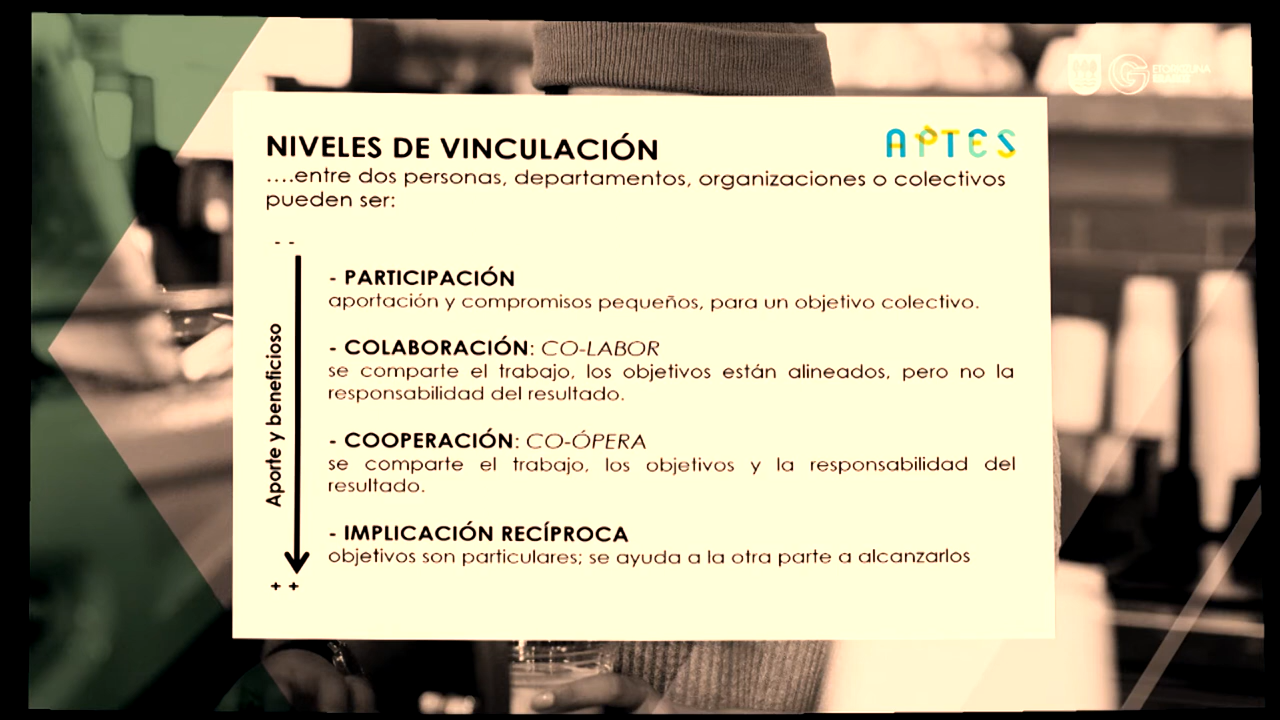 NIVELES DE VINCULACIÓN
APTES
....entre dos personas, departamentos, organizaciones o colectivos
pueden ser:
- -
- PARTICIPACIÓN
aportación y compromisos pequeños, para un objetivo colectivo.
- COLABORACIÓN: CO-LABOR
se comparte el trabajo, los objetivos están alineados, pero no la
responsabilidad del resultado.
- COOPERACIÓN: CO-ÓPERA
se comparte el trabajo, los objetivos y la responsabilidad del
resultado.
- IMPLICACIÓN RECÍPROCA
objetivos son particulares; se ayuda a la otra parte a alcanzarlos
Aporte y beneficioso
+ +